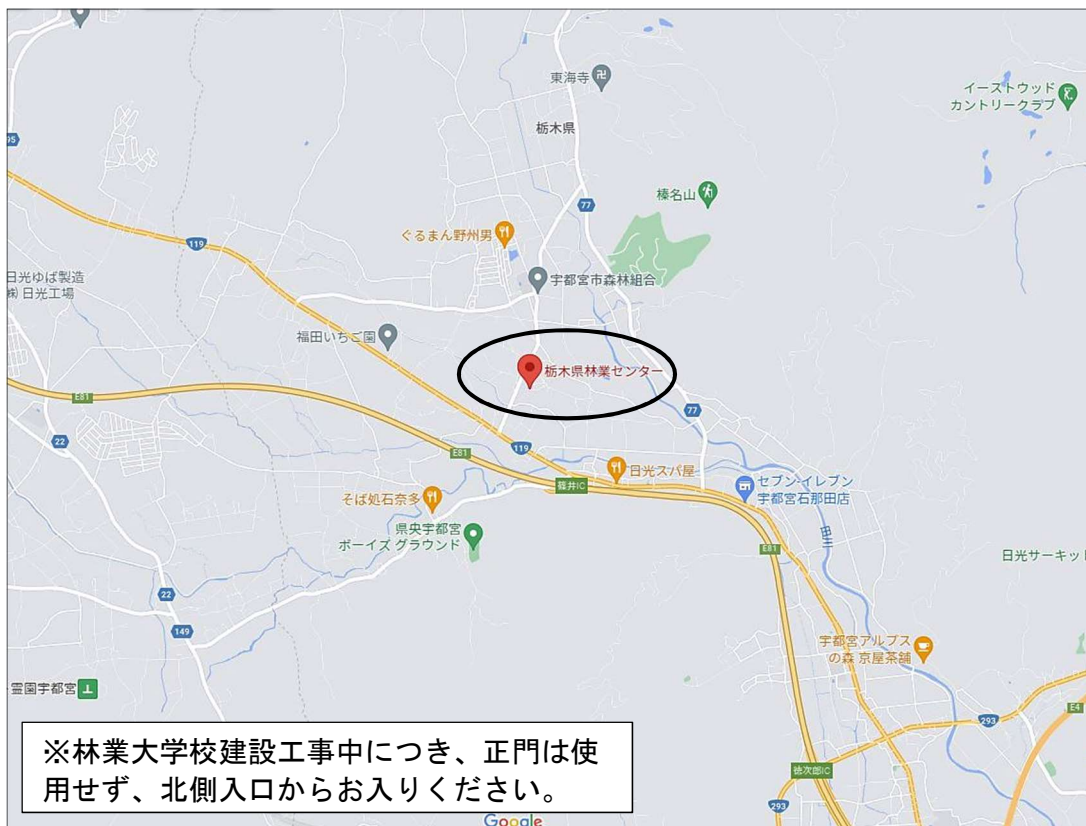 東海寺
栃木県
イーストウッド
カントリークラブ
95
榛名山
77
ぐるまん野州男
119
宇都宮市森林組合
日光ゆば製造
㈱ 日光工場
福田いちご園
栃木県林業センター
E81
77
22
119
E81
日光スパ屋
篠井IC
セブン-イレブン
宇都宮石那田店
そば処石奈多
県央宇都宮
ボーイズ グラウンド
田川
E81
日光サーキット
22
149
宇都宮アルプス
の森 京屋茶舗
霊園宇都宮
E4
293
※林業大学校建設工事中につき、正門は使
用せず、北側入口からお入りください。
徳次郎IC
293
Google